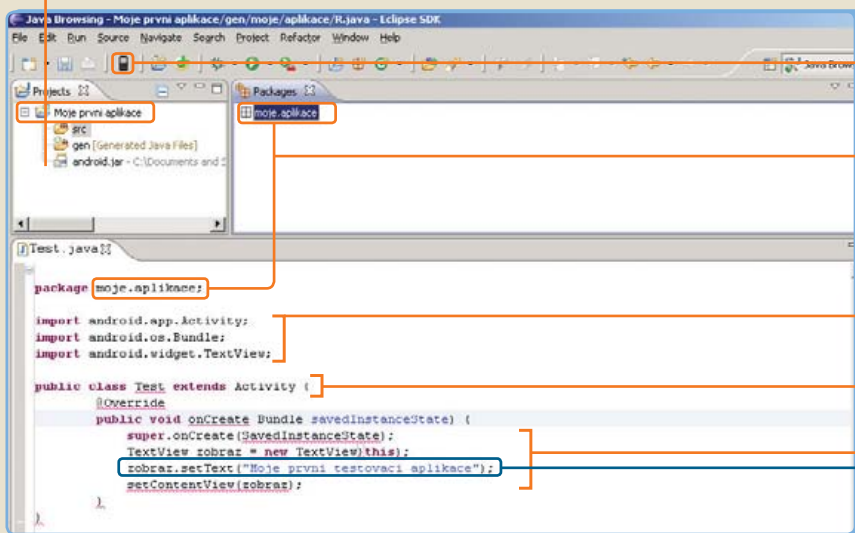 Java Browsing - Moje prvni aplikace/gen/moje/aplikace/R.java - Eclipse SDK
File Edit Run Source Navigate Search Project Refactor Window Help
Java Brow
Projects
Packages
Moje prvni aplikace
moje.aplikace
src
gen [Generated Java Files]
android.jar - C:\Documents and S
Test.java
package moje.aplikace;
import android.app.Activity;
import android.os.Bundle;
import android.widget.TextView;
public class Test extends Activity {
@Override
public void onCreate Bundle savedInstanceState) {
super.onCreate(SavedInstanceState);
TextView zobraz = new TextView)this);
zobraz.setText("Moje prvni testovaci aplikace");
setContentView(zobraz);
}
}